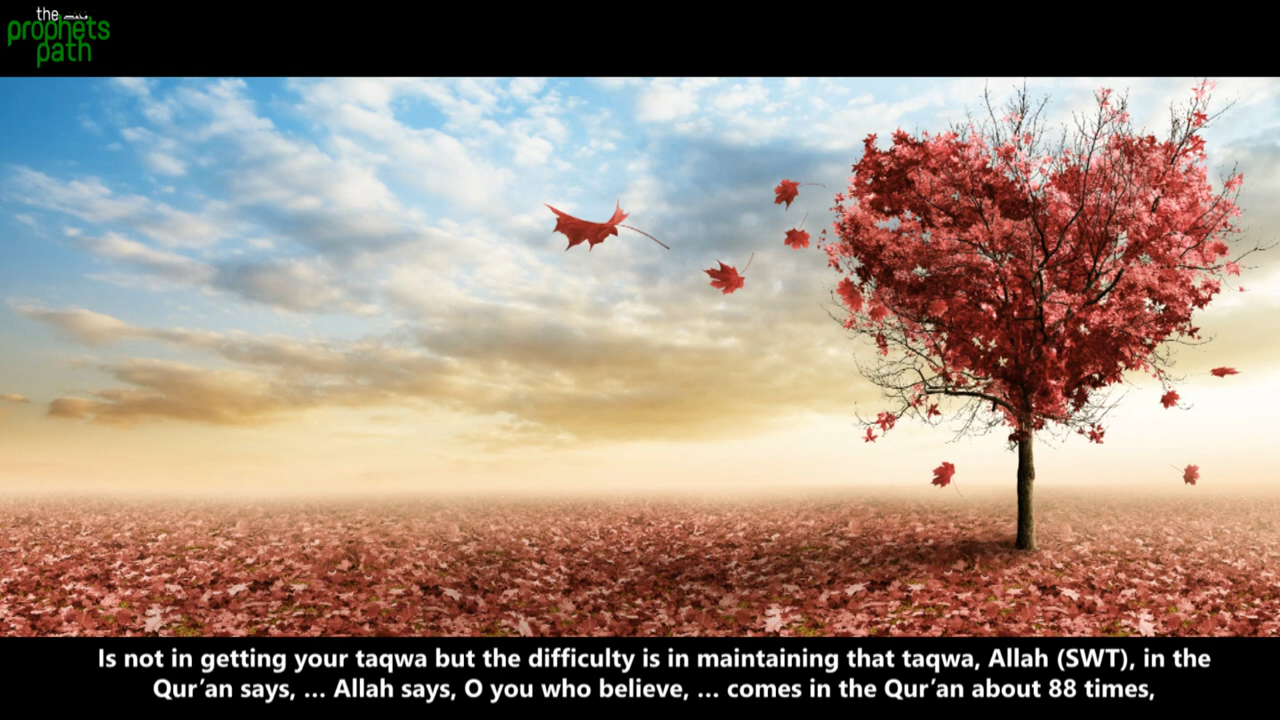 the
prophets
path
Is not in getting your taqwa but the difficulty is in maintaining that taqwa, Allah (SWT), in the
Qur’an says, ... Allah says, O you who believe, ... comes in the Qur’an about 88 times,